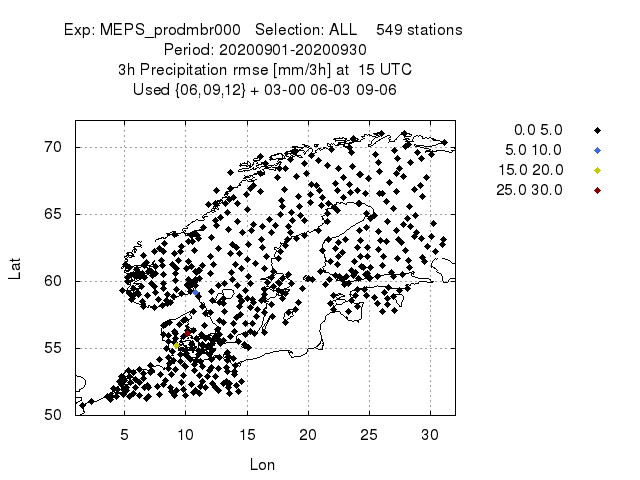 Exp: MEPS_prodmbr000 Selection: ALL 549 stations
Period: 20200901-20200930
3h Precipitation rmse [mm/3h] at 15 UTC
Used {06,09,12} + 03-00 06-03 09-06
0.0 5.0
5.0 10.0
15.0 20.0
25.0 30.0
70
65
60
55
50
Lat
5 10 15 20 25 30
Lon